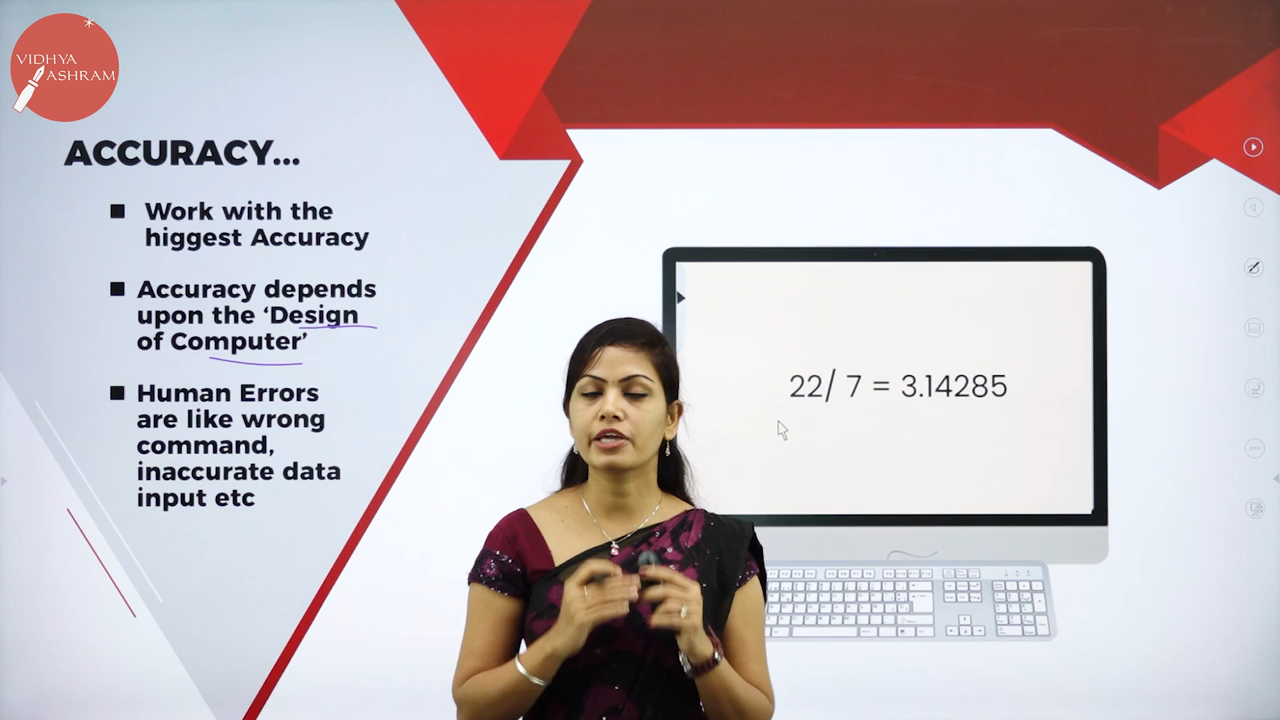 VIDHYA
ASHRAM
ACCURACY...
Work with the
higgest Accuracy
Accuracy depends
upon the ‘Design
of Computer’
Human Errors
are like wrong
command,
inaccurate data
input etc
22/ 7 = 3.14285